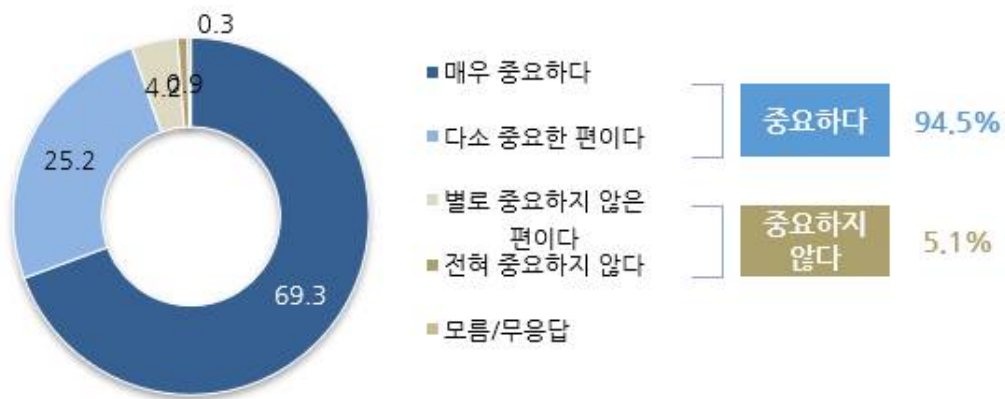 0.3
4.2
0.9
25.2
69.3
매우 중요하다
다소 중요한 편이다
별로 중요하지 않은
편이다
전혀 중요하지 않다
모름/무응답
중요하다
94.5%
중요하지
않다
5.1%